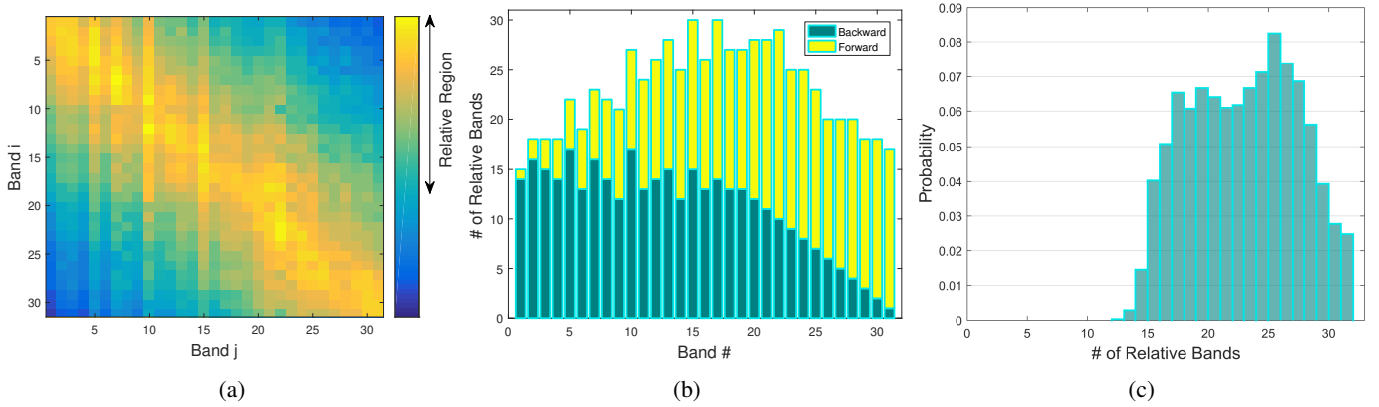 5
10
15
20
25
30
Band i
5 10 15 20 25 30
Band j
Relative Region
(a)
30
25
20
15
10
5
0
# of Relative Bands
Backward
Forward
0 5 10 15 20 25 30
Band #
(b)
0.09
0.08
0.07
0.06
0.05
0.04
0.03
0.02
0.01
0
Probability
0 5 10 15 20 25 30
# of Relative Bands
(c)